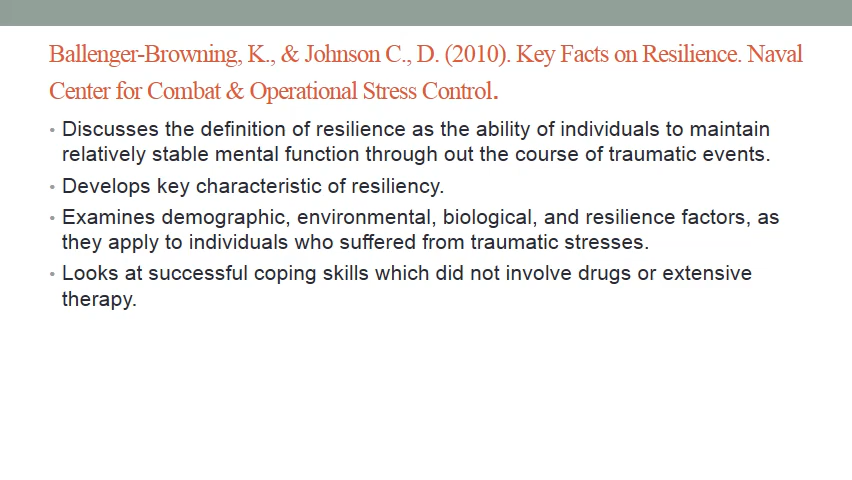 Ballenger-Browning, K., & Johnson C., D. (2010). Key Facts on Resilience. Naval
Center for Combat & Operational Stress Control.
• Discusses the definition of resilience as the ability of individuals to maintain
relatively stable mental function through out the course of traumatic events.
• Develops key characteristic of resiliency.
• Examines demographic, environmental, biological, and resilience factors, as
they apply to individuals who suffered from traumatic stresses.
• Looks at successful coping skills which did not involve drugs or extensive
therapy.